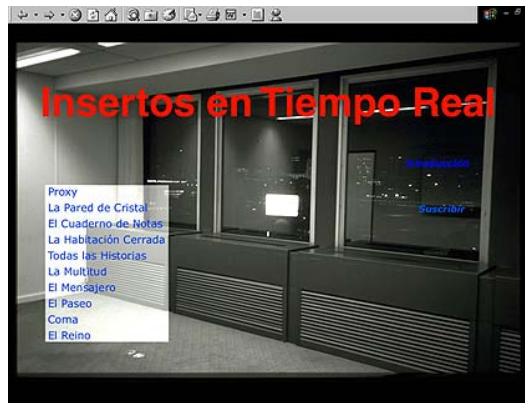 Insertos en Tiempo Real
Introducción
Suscribir
Proxy
La Pared de Cristal
El Cuaderno de Notas
La Habitación Cerrada
Todas las Historias
La Multitud
El Mensajero
El Paseo
Coma
El Reino